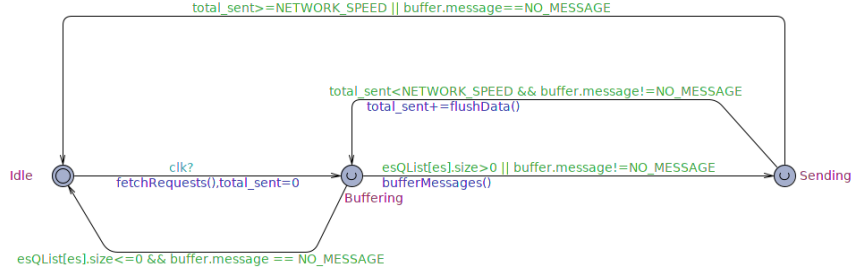 total_sent>=NETWORK_SPEED || buffer.message==NO_MESSAGE
total_sent<NETWORK_SPEED && buffer.message!=NO_MESSAGE
total_sent+=flushData()
clk?
esQList[es].size>0 || buffer.message!=NO_MESSAGE
Idle
Sending
fetchRequests(),total_sent=0
bufferMessages()
Buffering
esQList[es].size<=0 && buffer.message == NO_MESSAGE